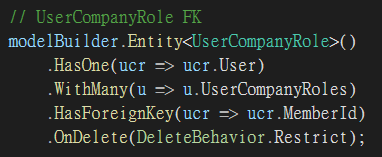 // UserCompanyRole FK
modelBuilder.Entity<UserCompanyRole>()
.HasOne(ucr => ucr.User)
.WithMany(u => u.UserCompanyRoles)
.HasForeignKey(ucr => ucr.MemberId)
.OnDelete(DeleteBehavior.Restrict);